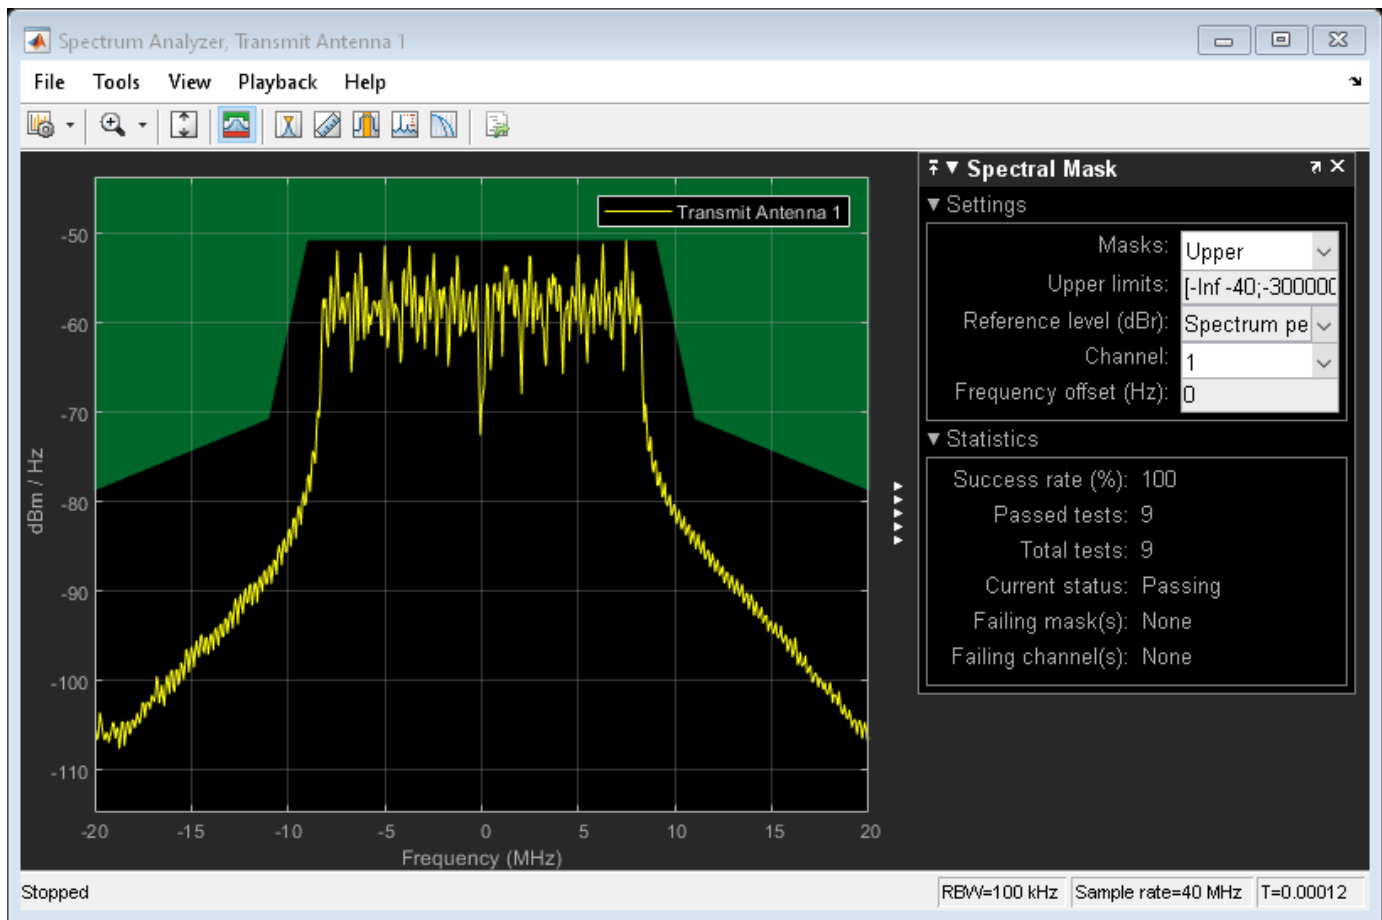 Spectrum Analyzer, Transmit Antenna 1
File Tools View Playback Help
Transmit Antenna 1
-50
-60
-70
-80
-90
-100
-110
dBm / Hz
-20 -15 -10 -5 0 5 10 15 20
Frequency (MHz)
Spectral Mask
Settings
Masks: Upper
Upper limits: [-Inf -40;-300000
Reference level (dBr): Spectrum pe
Channel: 1
Frequency offset (Hz): 0
Statistics
Success rate (%): 100
Passed tests: 9
Total tests: 9
Current status: Passing
Failing mask(s): None
Failing channel(s): None
Stopped
RBW=100 kHz Sample rate=40 MHz T=0.00012